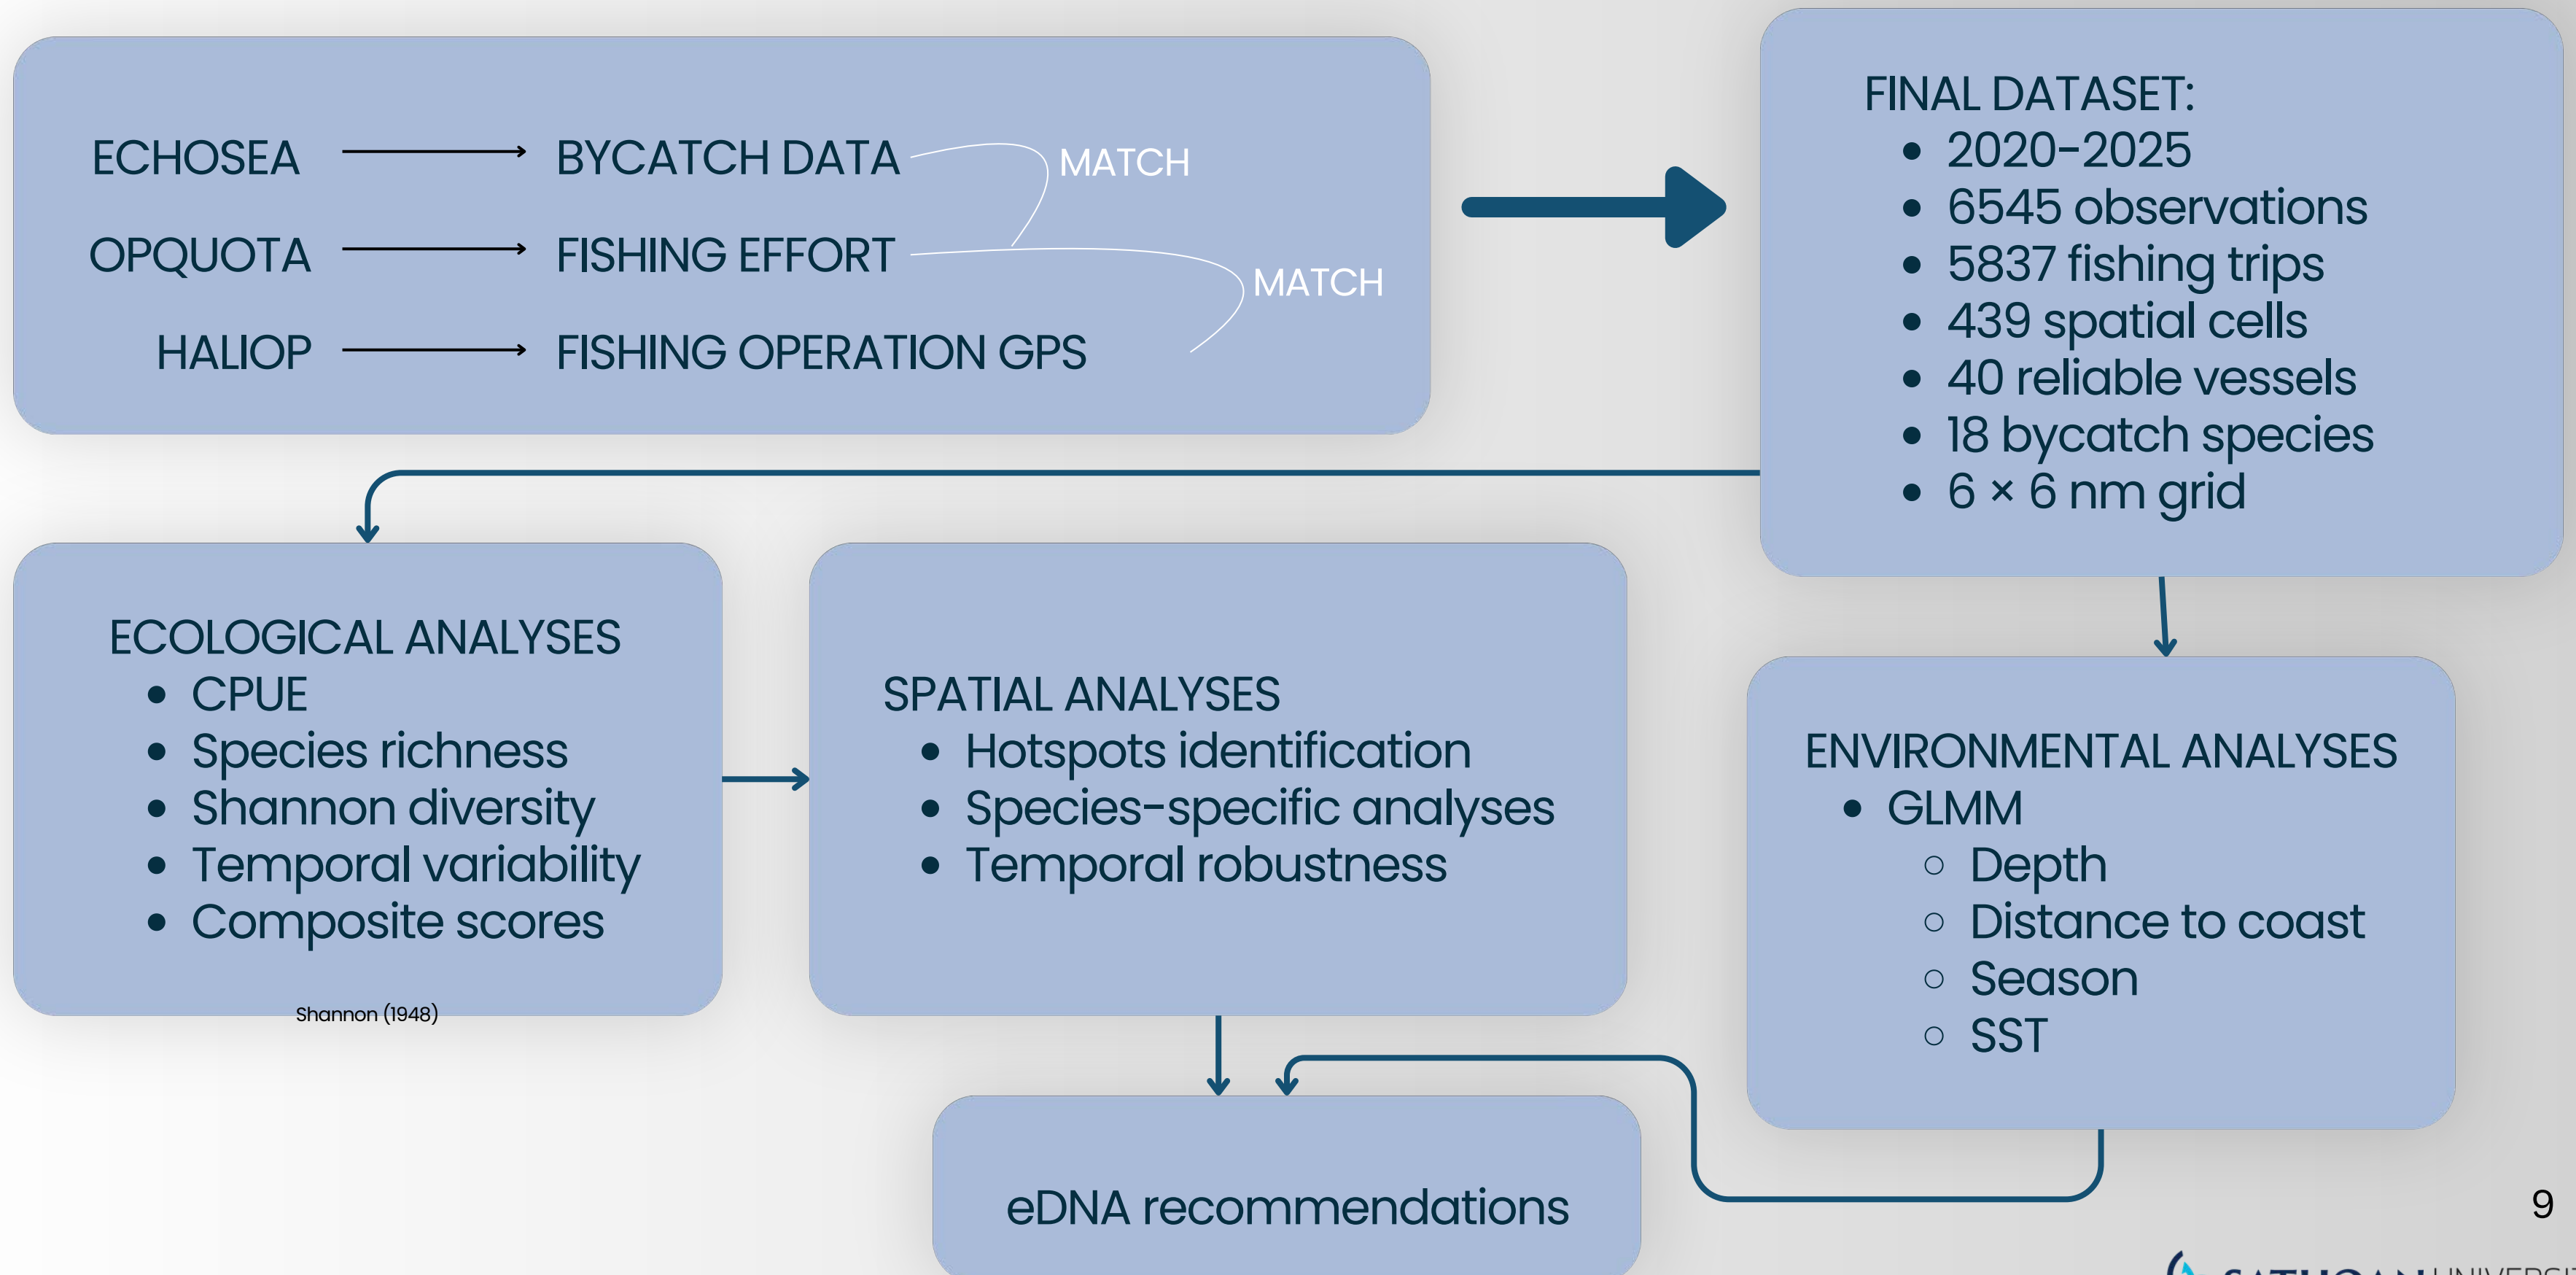 ECHOSEA BYCATCH DATA MATCH
OPQUOTA FISHING EFFORT
MATCH
HALIOP FISHING OPERATION GPS
FINAL DATASET:
• 2020-2025
• 6545 observations
• 5837 fishing trips
• 439 spatial cells
• 40 reliable vessels
• 18 bycatch species
• 6 × 6 nm grid
ECOLOGICAL ANALYSES
• CPUE
• Species richness
• Shannon diversity
• Temporal variability
• Composite scores
Shannon (1948)
SPATIAL ANALYSES
• Hotspots identification
• Species-specific analyses
• Temporal robustness
ENVIRONMENTAL ANALYSES
• GLMM
○ Depth
○ Distance to coast
○ Season
○ SST
eDNA recommendations
9